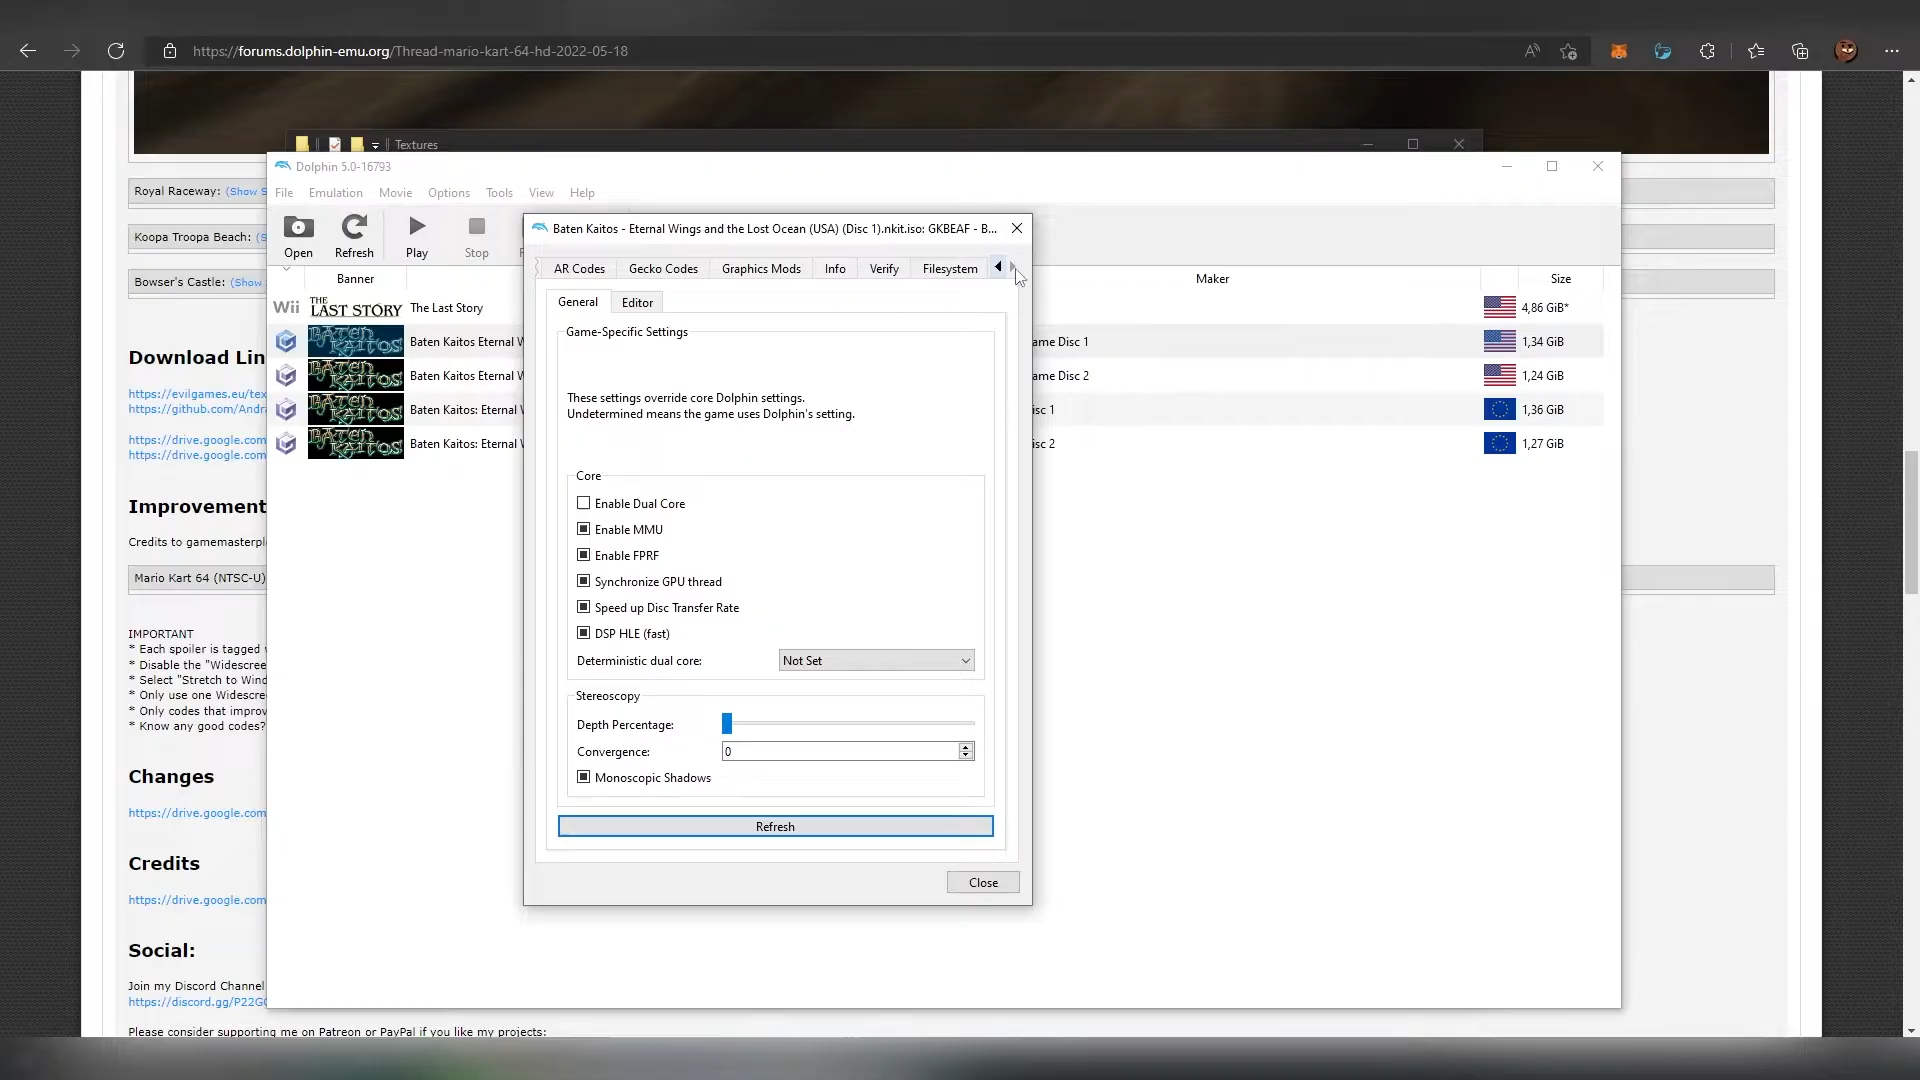 https://forums.dolphin-emu.org/Thread-mario-kart-64-hd-2022-05-18
Textures
Royal Raceway: (Show S
Dolphin 5.0-16793
File Emulation Movie Options Tools View Help
Koopa Troopa Beach: (S
Open Refresh Play Stop
Baten Kaitos - Eternal Wings and the Lost Ocean (USA) (Disc 1).nkit.iso: GKBEAF - B...
AR Codes Gecko Codes Graphics Mods Info Verify Filesystem
Bowser's Castle: (Show
Banner Maker Size
Wii THE LAST STORY The Last Story 4,86 GiB*
BATEN KAITOS Baten Kaitos Eternal W ame Disc 1 1,34 GiB
BATEN KAITOS Baten Kaitos Eternal W ame Disc 2 1,24 GiB
BATEN KAITOS Baten Kaitos: Eternal W isc 1 1,36 GiB
BATEN KAITOS Baten Kaitos: Eternal W isc 2 1,27 GiB
General Editor
Game-Specific Settings
These settings override core Dolphin settings.
Undetermined means the game uses Dolphin's setting.
Core
Enable Dual Core
Enable MMU
Enable FPRF
Synchronize GPU thread
Speed up Disc Transfer Rate
DSP HLE (fast)
Deterministic dual core: Not Set
Stereoscopy
Depth Percentage:
Convergence: 0
Monoscopic Shadows
Refresh
Close
Download Lin
https://evilgames.eu/tex
https://github.com/Andr
https://drive.google.com
https://drive.google.com
Improvement
Credits to gamemasterpl
Mario Kart 64 (NTSC-U)
IMPORTANT
* Each spoiler is tagged
* Disable the "Widescree
* Select "Stretch to Wind
* Only use one Widescre
* Only codes that improv
* Know any good codes?
Changes
https://drive.google.com
Credits
https://drive.google.com
Social:
Join my Discord Channel
https://discord.gg/P22G
Please consider supporting me on Patreon or PayPal if you like my projects: